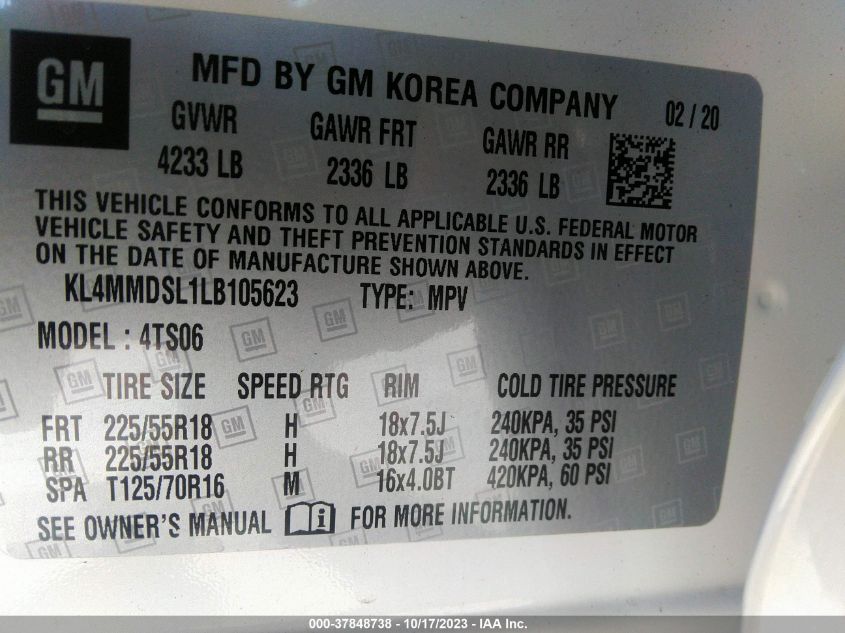 GM
MFD BY GM KOREA COMPANY 02 / 20
GVWR GAWR FRT GAWR RR
4233 LB 2336 LB 2336 LB
THIS VEHICLE CONFORMS TO ALL APPLICABLE U.S. FEDERAL MOTOR
VEHICLE SAFETY AND THEFT PREVENTION STANDARDS IN EFFECT
ON THE DATE OF MANUFACTURE SHOWN ABOVE.
KL4MMDSL1LB105623 TYPE: MPV
MODEL : 4TS06
TIRE SIZE SPEED RTG RIM COLD TIRE PRESSURE
FRT 225/55R18 H 18x7.5J 240KPA, 35 PSI
RR 225/55R18 H 18x7.5J 240KPA, 35 PSI
SPA T125/70R16 M 16x4.0BT 420KPA, 60 PSI
SEE OWNER'S MANUAL FOR MORE INFORMATION.
000-37848738 - 10/17/2023 - IAA Inc.